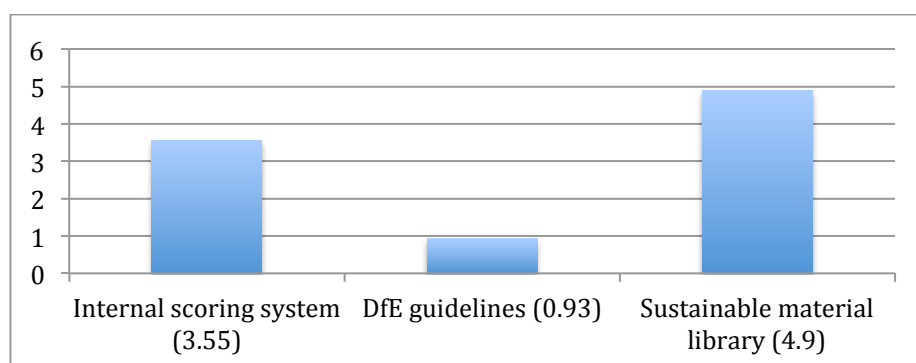 6
5
4
3
2
1
0
Internal scoring system
(3.55)
DfE guidelines (0.93)
Sustainable material
library (4.9)